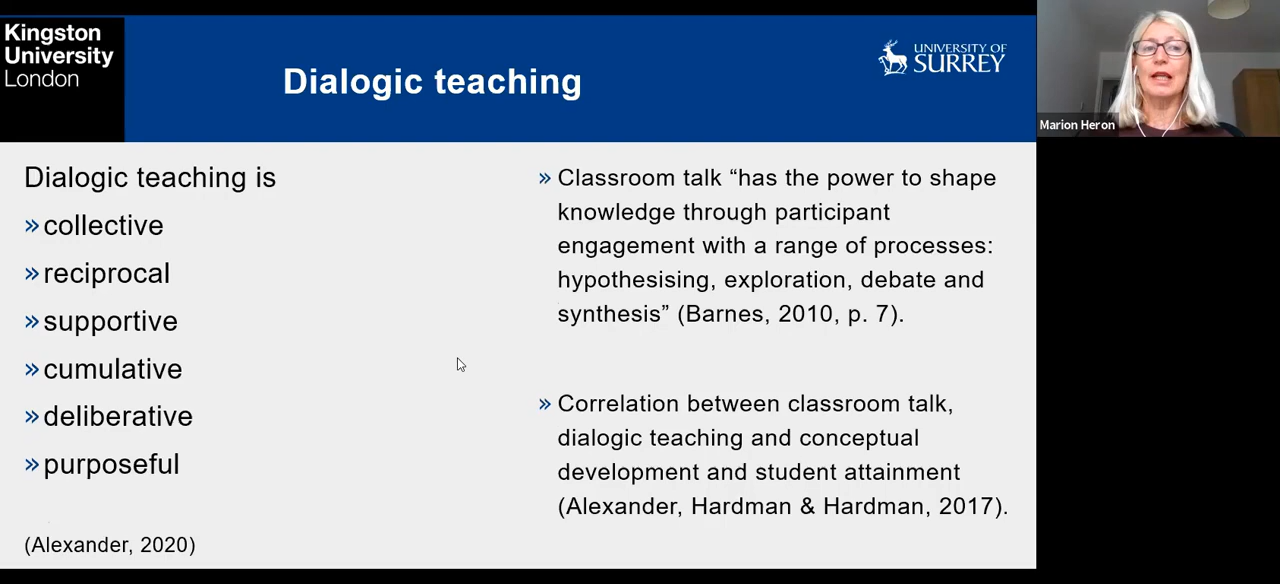 Kingston
University
London
Dialogic teaching
UNIVERSITY OF
SURREY
Marion Heron
Dialogic teaching is
» collective
» reciprocal
» supportive
» cumulative
» deliberative
» purposeful
(Alexander, 2020)
» Classroom talk “has the power to shape
knowledge through participant
engagement with a range of processes:
hypothesising, exploration, debate and
synthesis” (Barnes, 2010, p. 7).
» Correlation between classroom talk,
dialogic teaching and conceptual
development and student attainment
(Alexander, Hardman & Hardman, 2017).